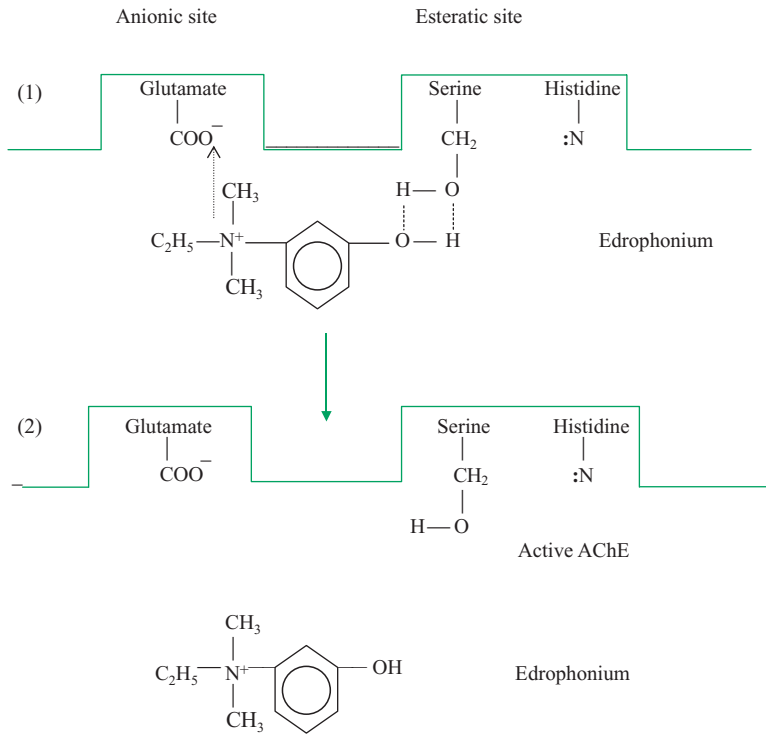 Anionic site Esteratic site
(1) Glutamate Serine Histidine
COO⁻ CH₂ :N
CH₃ H—O
C₂H₅—N⁺ O—H Edrophonium
CH₃
(2) Glutamate Serine Histidine
COO⁻ CH₂ :N
H—O
Active AChE
CH₃
C₂H₅—N⁺ OH Edrophonium
CH₃